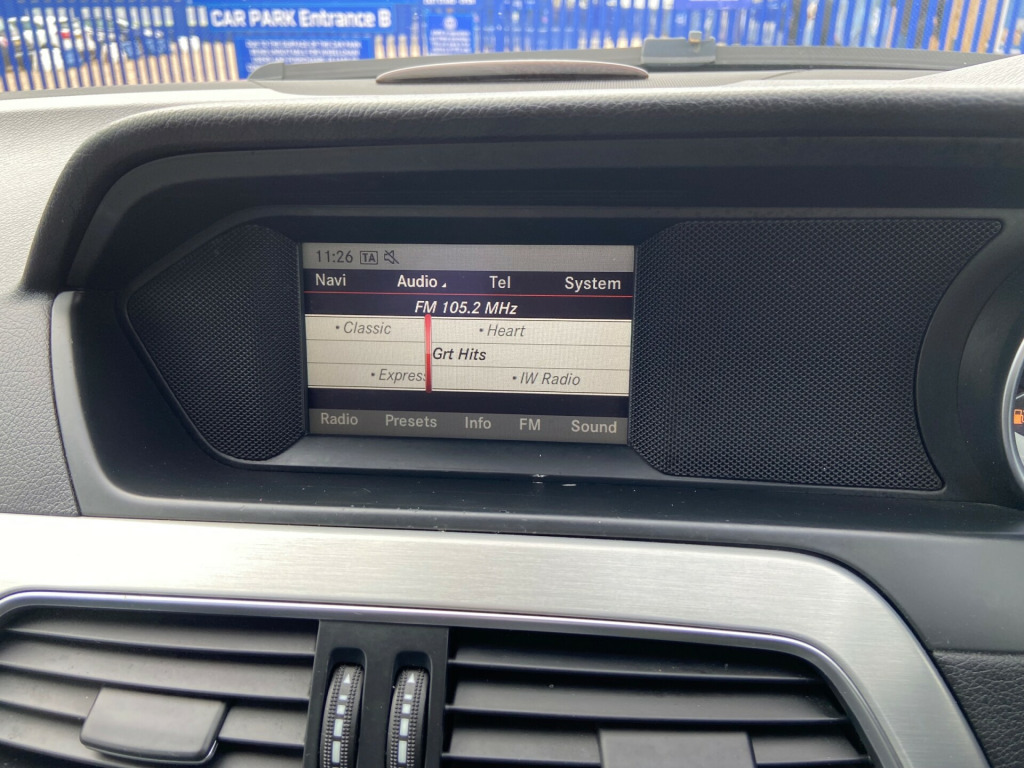 CAR PARK Entrance B
11:26 TA
Navi Audio Tel System
FM 105.2 MHz
• Classic • Heart
Grt Hits
• Express • IW Radio
Radio Presets Info FM Sound